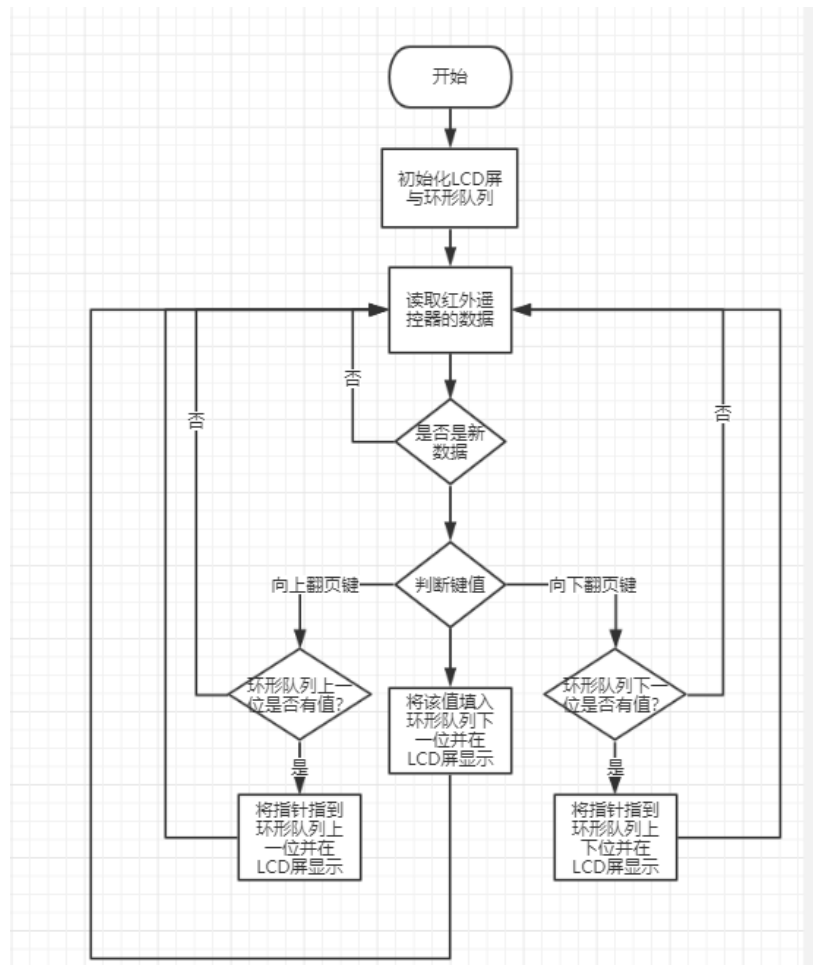 开始
初始化LCD屏
与环形队列
读取红外遥
控器的数据
否
否
否
是否是新
数据
向上翻页键
判断键值
向下翻页键
环形队列上一
位是否有值?
将该值填入
环形队列下
一位并在
LCD屏显示
环形队列下一
位是否有值?
是
是
将指针指到
环形队列上
一位并在
LCD屏显示
将指针指到
环形队列上
下位并在
LCD屏显示